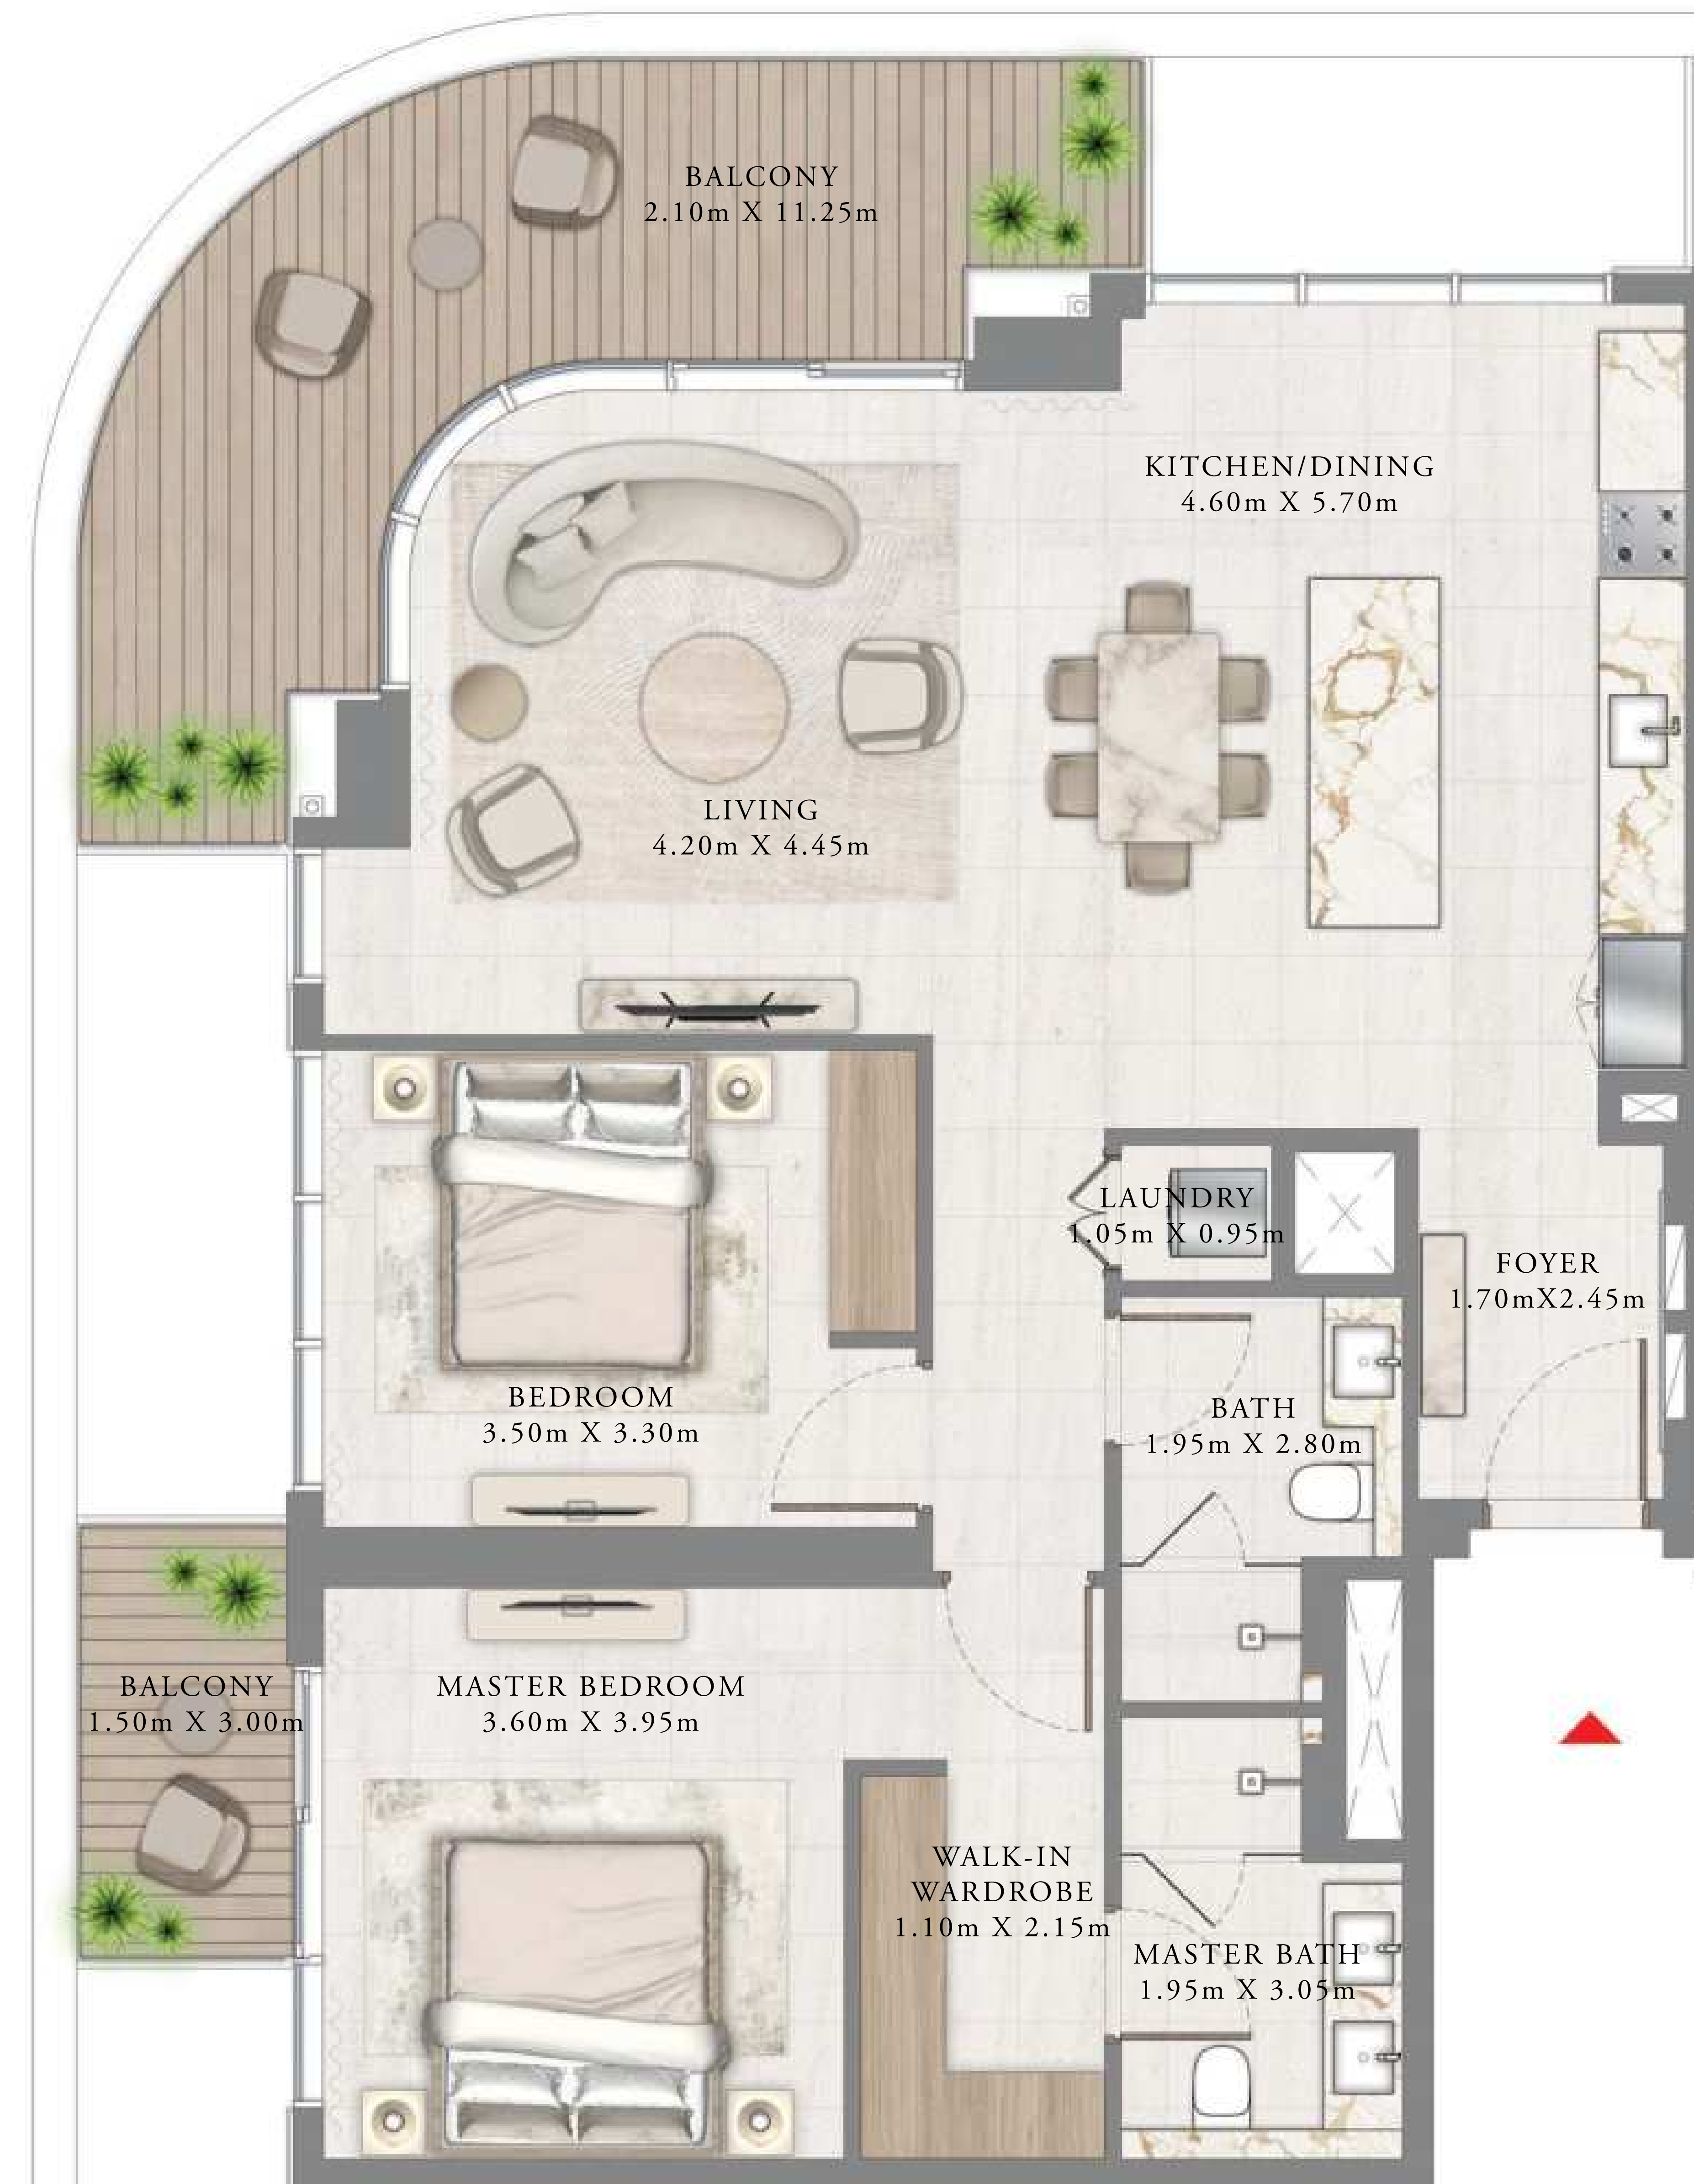 BALCONY
2.10m X 11.25m
KITCHEN/DINING
4.60m X 5.70m
LIVING
4.20m X 4.45m
LAUNDRY
1.05m X 0.95m
FOYER
1.70mX2.45m
BEDROOM
3.50m X 3.30m
BATH
1.95m X 2.80m
BALCONY
1.50m X 3.00m
MASTER BEDROOM
3.60m X 3.95m
WALK-IN
WARDROBE
1.10m X 2.15m
MASTER BATH
1.95m X 3.05m